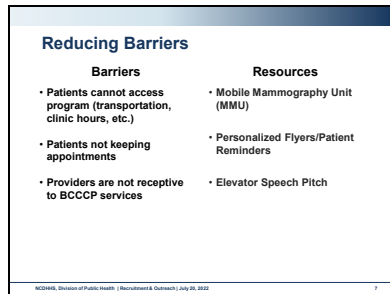 Reducing Barriers
Barriers
• Patients cannot access
program (transportation,
clinic hours, etc.)
• Patients not keeping
appointments
• Providers are not receptive
to BCCCP services
Resources
• Mobile Mammography Unit
(MMU)
• Personalized Flyers/Patient
Reminders
• Elevator Speech Pitch
NCDHHS, Division of Public Health | Recruitment & Outreach | July 20, 2022
7